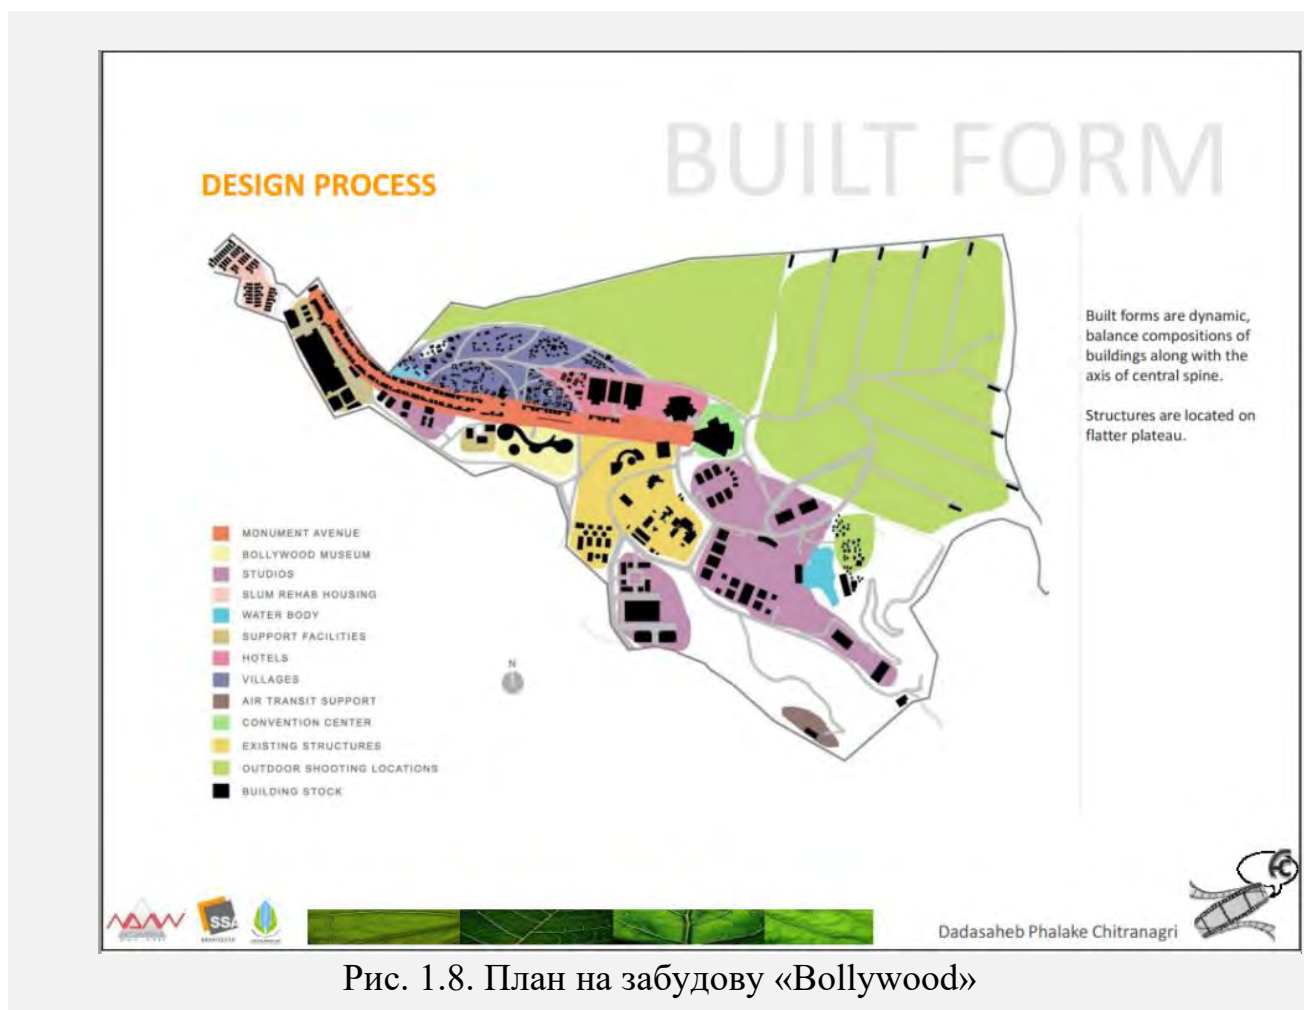 BUILT FORM
DESIGN PROCESS
Built forms are dynamic,
balance compositions of
buildings along with the
axis of central spine.
Structures are located on
flatter plateau.
MONUMENT AVENUE
BOLLYWOOD MUSEUM
STUDIOS
SLUM REHAB HOUSING
WATER BODY
SUPPORT FACILITIES
HOTELS
VILLAGES
AIR TRANSIT SUPPORT
CONVENTION CENTER
EXISTING STRUCTURES
OUTDOOR SHOOTING LOCATIONS
BUILDING STOCK
N
SSA
Dadasaheb Phalake Chitranagri
Рис. 1.8. План на забудову «Bollywood»